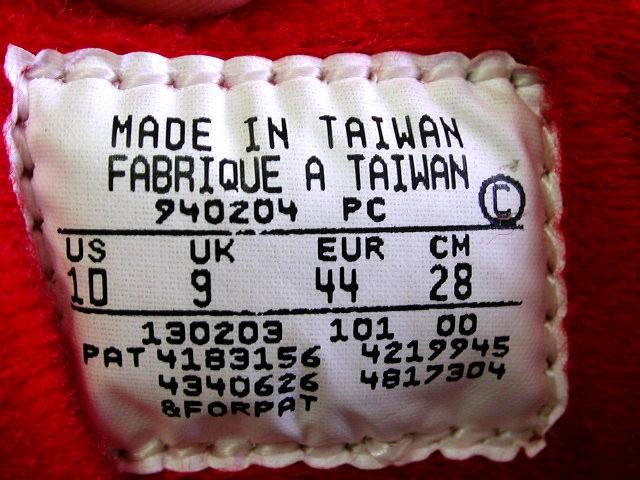 MADE IN TAIWAN
FABRIQUE A TAIWAN
940204 PC ©
US UK EUR CM
10 9 44 28
130203 101 00
PAT 4183156 4219945
4340626 4817304
&FORPAT